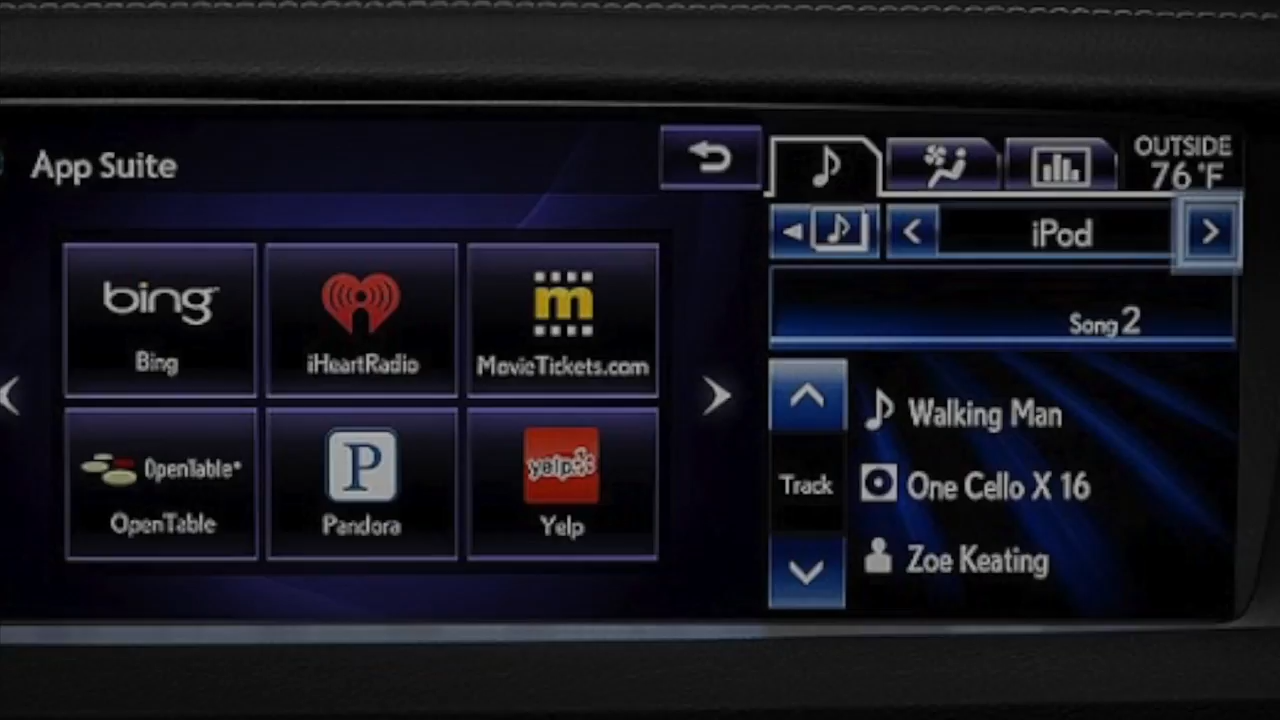 App Suite
OUTSIDE
76 °F
iPod
Song 2
bing
Bing
iHeartRadio
m
MovieTickets.com
OpenTable®
OpenTable
P
Pandora
yelp
Yelp
Walking Man
Track
One Cello X 16
Zoe Keating